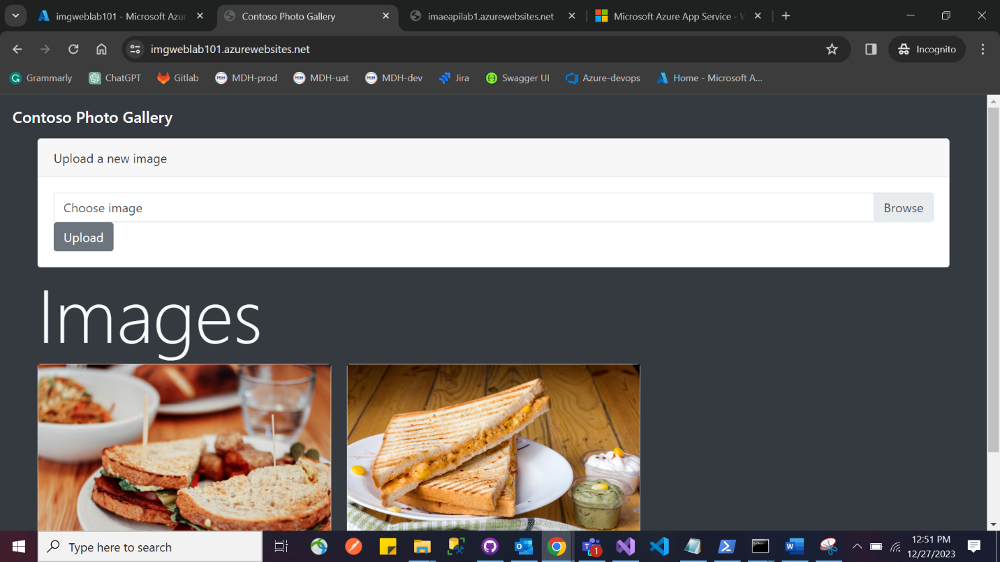 imgweblab101 - Microsoft Azur
Contoso Photo Gallery
imaeapilab1.azurewebsites.net
Microsoft Azure App Service - W
imgweblab101.azurewebsites.net
Incognito
Grammarly
ChatGPT
Gitlab
MDH-prod
MDH-uat
MDH-dev
Jira
Swagger UI
Azure-devops
Home - Microsoft A...
Contoso Photo Gallery
Upload a new image
Choose image
Browse
Upload
Images
Type here to search
1
12:51 PM
12/27/2023